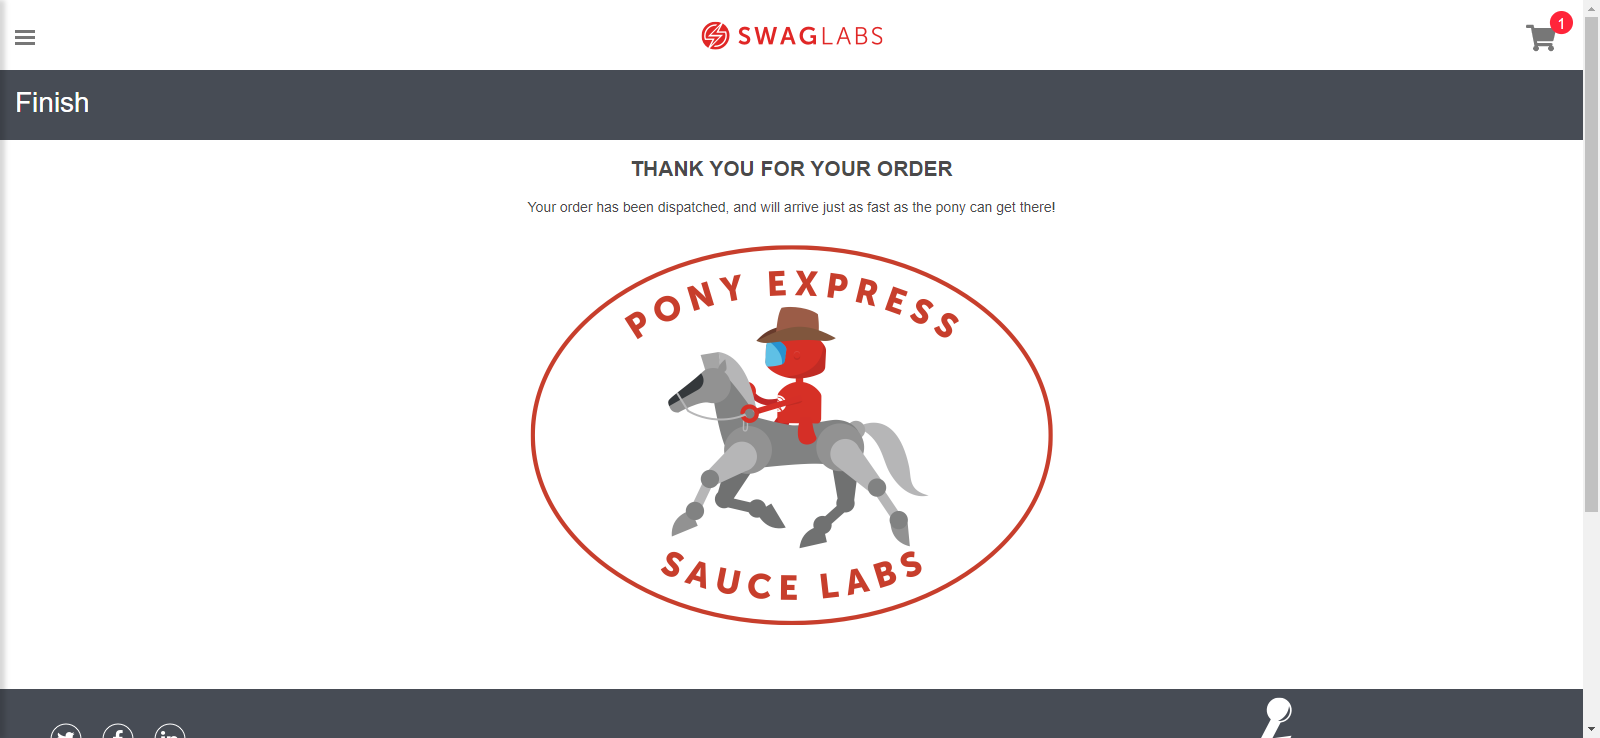 SWAGLABS
1
Finish
THANK YOU FOR YOUR ORDER
Your order has been dispatched, and will arrive just as fast as the pony can get there!
PONY EXPRESS
SAUCE LABS